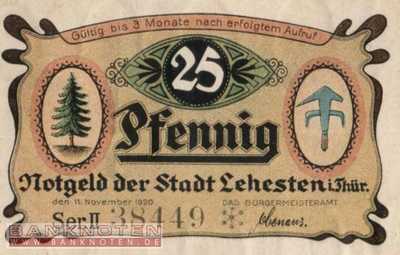 Gültig bis 3 Monate nach erfolgtem Aufruf
25
Pfennig
Notgeld der Stadt Lehesten i. Thür.
den 11. November 1920 DAS BÜRGERMEISTERAMT
Ser. II 38449 *
BANKNOTEN
WWW.BANKNOTEN.DE